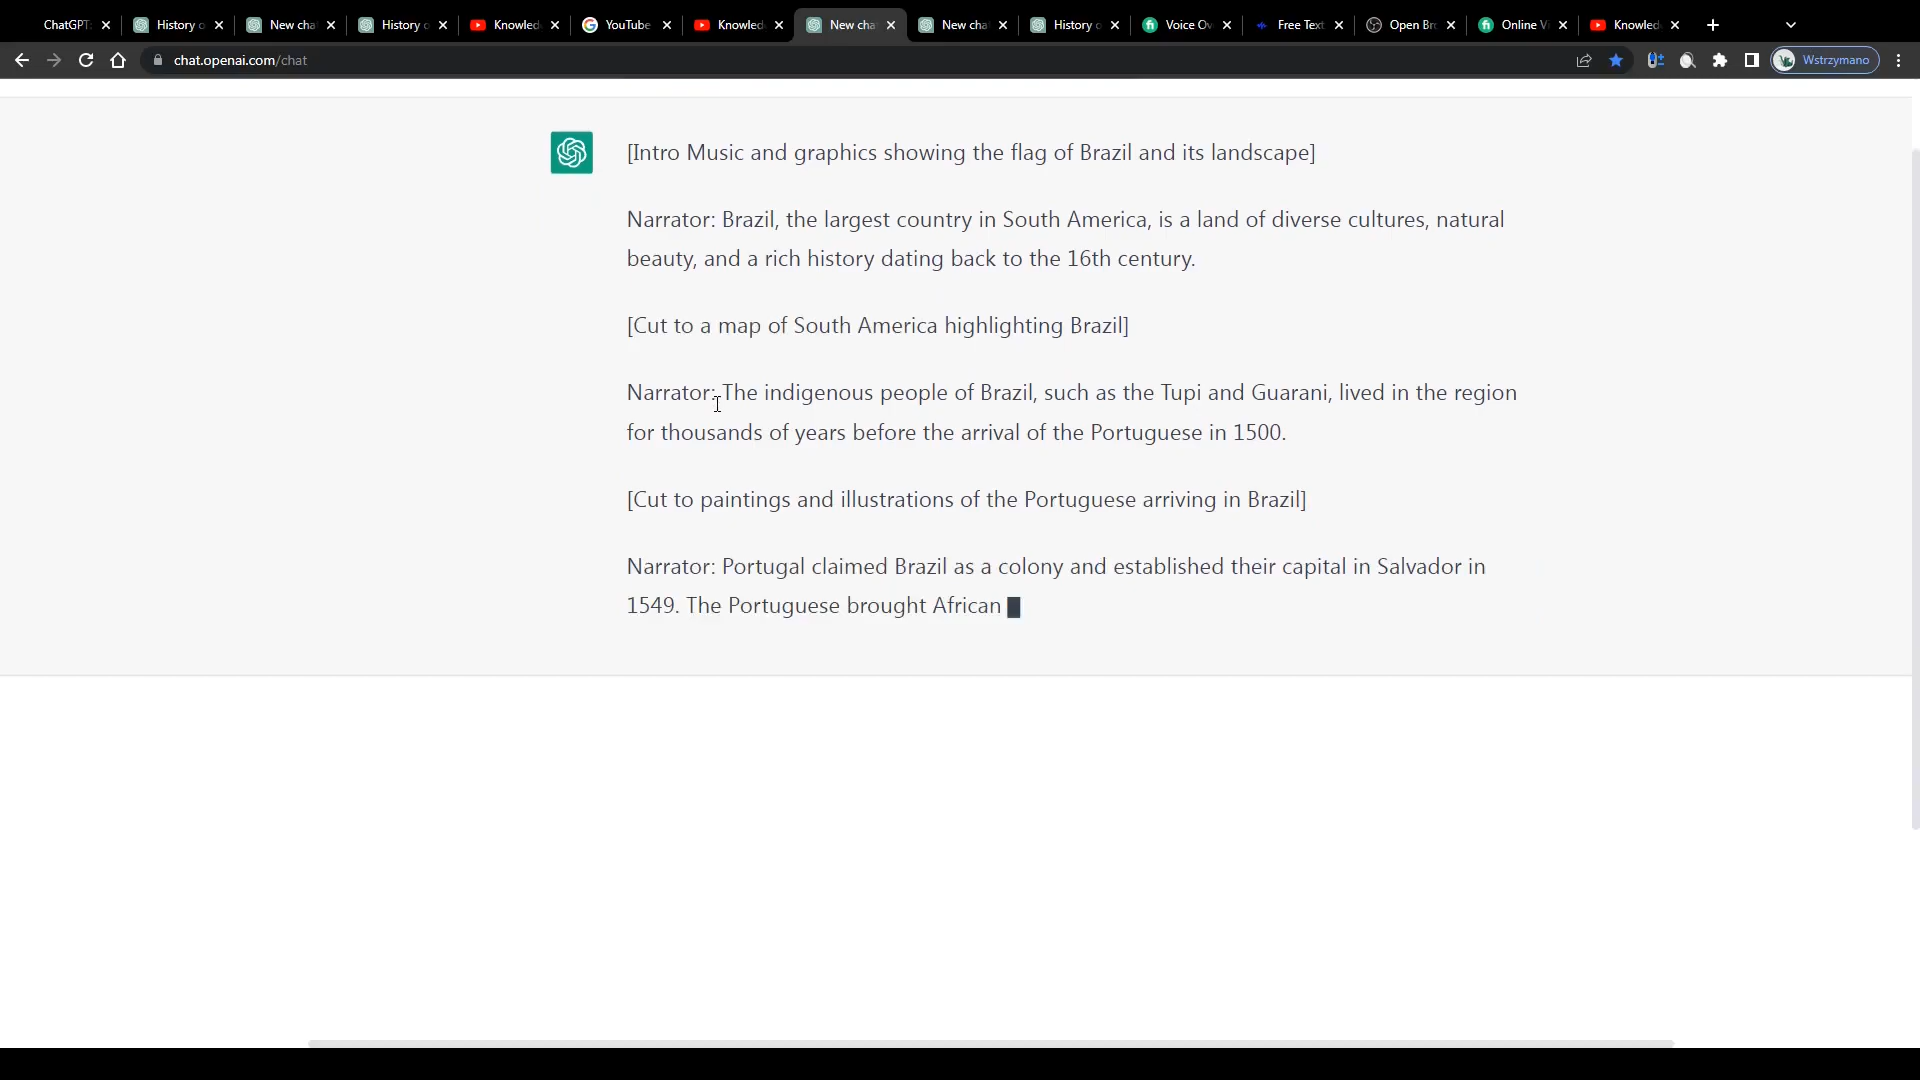 ChatGPT:
History o
New cha
History o
Knowled
YouTube
Knowled
New cha
New cha
History o
Voice Ov
Free Text
Open Bro
Online Vi
Knowled
chat.openai.com/chat
Wstrzymano
[Intro Music and graphics showing the flag of Brazil and its landscape]
Narrator: Brazil, the largest country in South America, is a land of diverse cultures, natural
beauty, and a rich history dating back to the 16th century.
[Cut to a map of South America highlighting Brazil]
Narrator: The indigenous people of Brazil, such as the Tupi and Guarani, lived in the region
for thousands of years before the arrival of the Portuguese in 1500.
[Cut to paintings and illustrations of the Portuguese arriving in Brazil]
Narrator: Portugal claimed Brazil as a colony and established their capital in Salvador in
1549. The Portuguese brought African